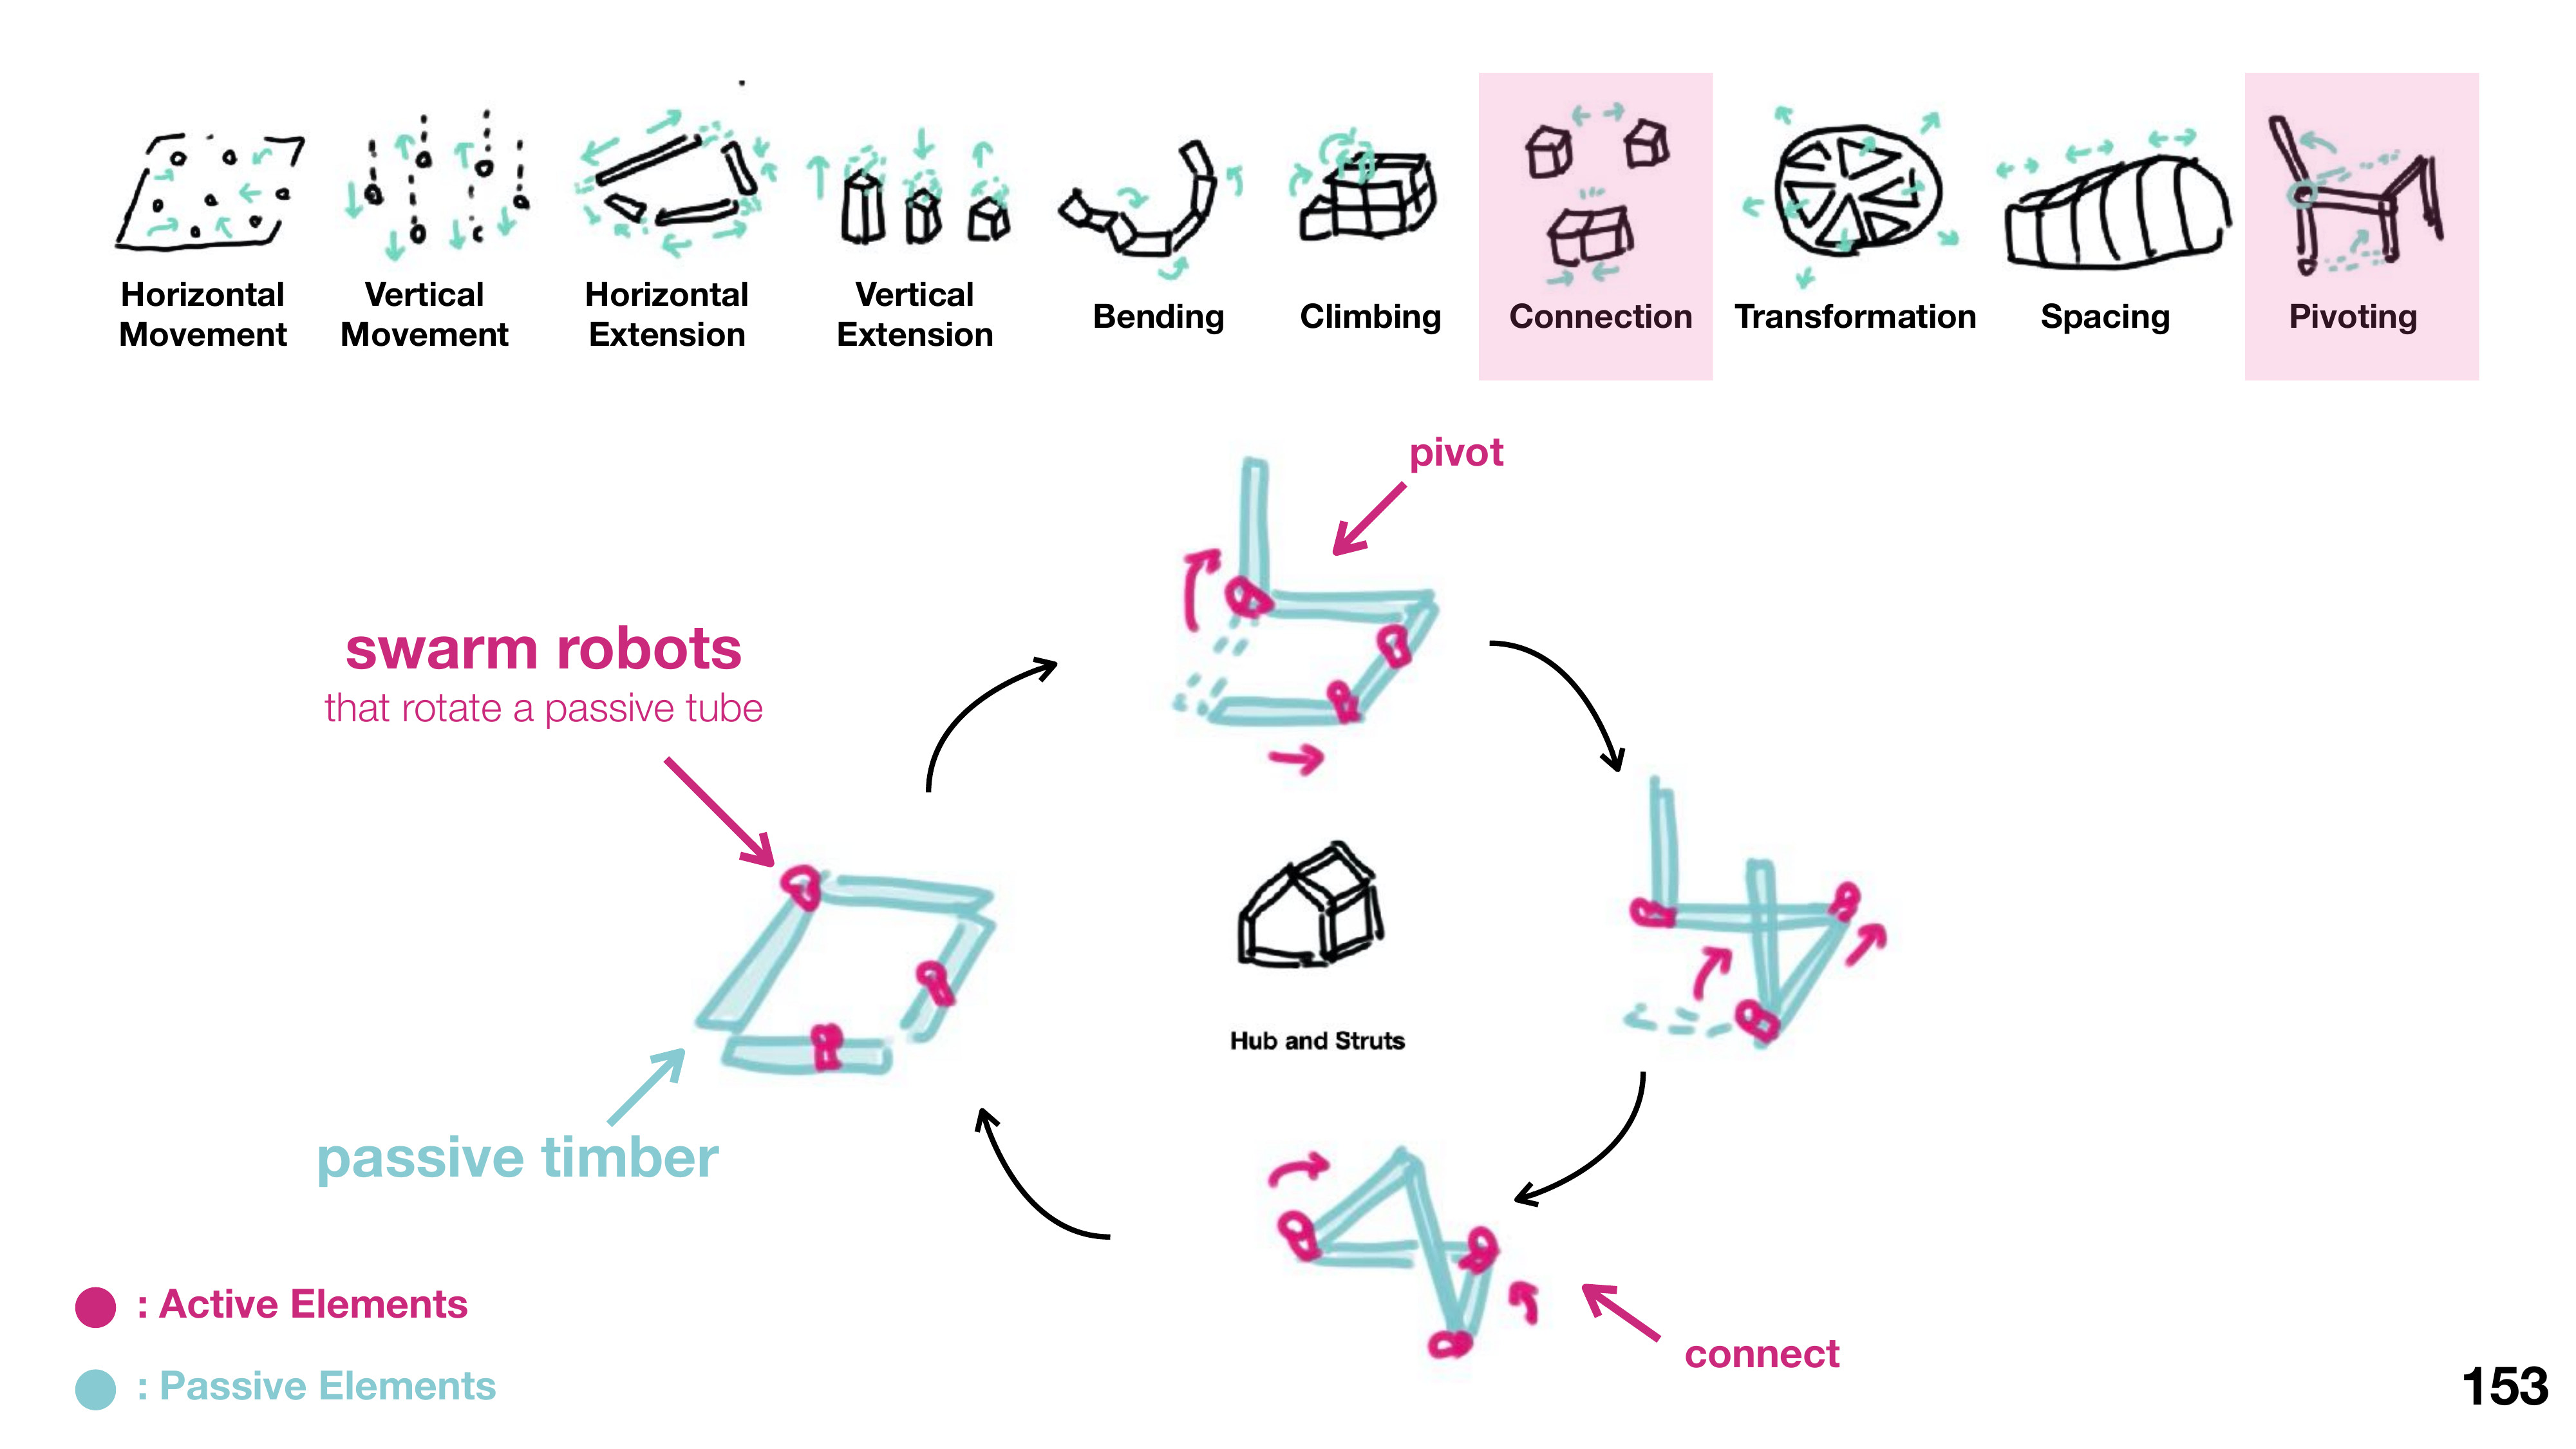 Horizontal
Movement
Vertical
Movement
Horizontal
Extension
Vertical
Extension
Bending
Climbing
Connection
Transformation
Spacing
Pivoting
pivot
swarm robots
that rotate a passive tube
Hub and Struts
passive timber
connect
: Active Elements
: Passive Elements
153